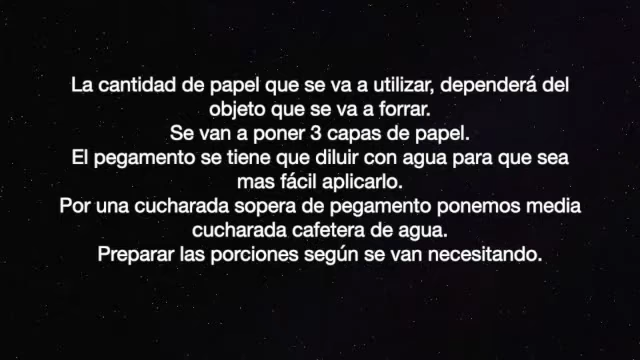 La cantidad de papel que se va a utilizar, dependerá del
objeto que se va a forrar.
Se van a poner 3 capas de papel.
El pegamento se tiene que diluir con agua para que sea
mas fácil aplicarlo.
Por una cucharada sopera de pegamento ponemos media
cucharada cafetera de agua.
Preparar las porciones según se van necesitando.